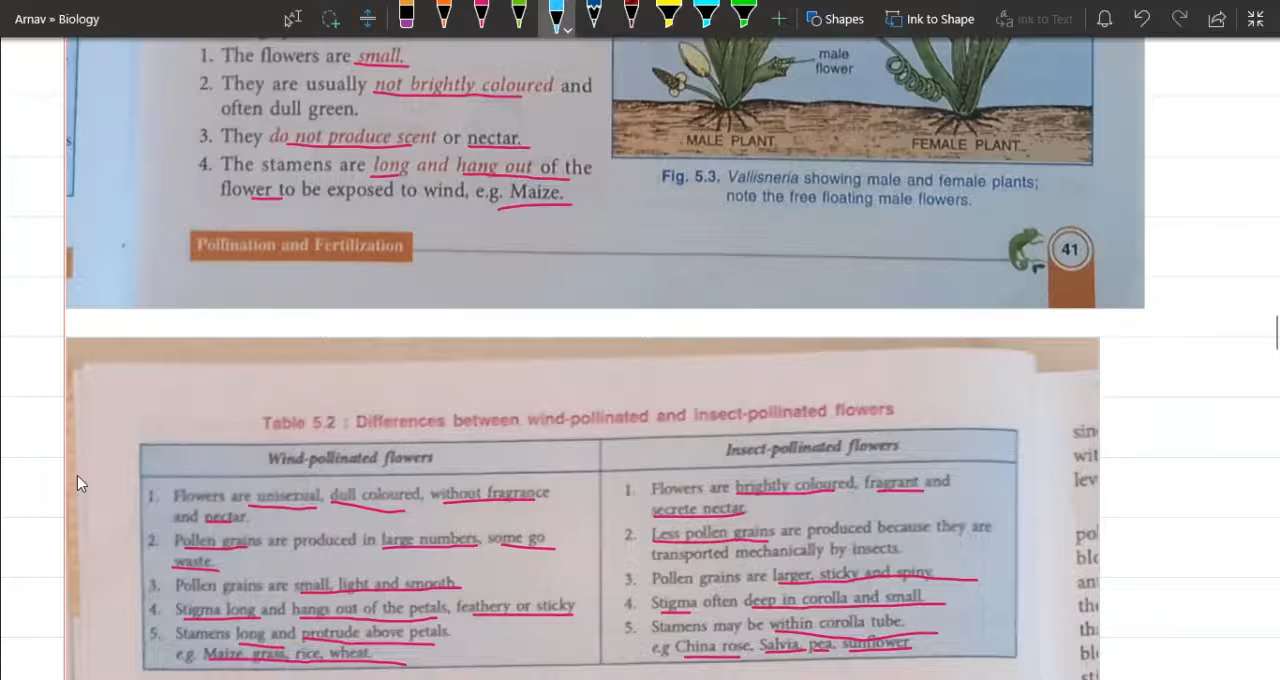 Arnav » Biology
Shapes
Ink to Shape
Ink to Text
1. The flowers are small.
2. They are usually not brightly coloured and
often dull green.
3. They do not produce scent or nectar.
4. The stamens are long and hang out of the
flower to be exposed to wind, e.g. Maize.
male
flower
MALE PLANT
FEMALE PLANT
Fig. 5.3. Vallisneria showing male and female plants;
note the free floating male flowers.
Pollination and Fertilization
41
Table 5.2 : Differences between wind-pollinated and insect-pollinated flowers
Wind-pollinated flowers
1. Flowers are unisexual, dull coloured, without fragrance
and nectar.
2. Pollen grains are produced in large numbers, some go
waste.
3. Pollen grains are small, light and smooth.
4. Stigma long and hangs out of the petals, feathery or sticky
5. Stamens long and protrude above petals.
e.g. Maize, grass, rice, wheat.
Insect-pollinated flowers
1. Flowers are brightly coloured, fragrant and
secrete nectar.
2. Less pollen grains are produced because they are
transported mechanically by insects.
3. Pollen grains are larger, sticky and spiny.
4. Stigma often deep in corolla and small.
5. Stamens may be within corolla tube.
e.g China rose, Salvia, pea, sunflower.